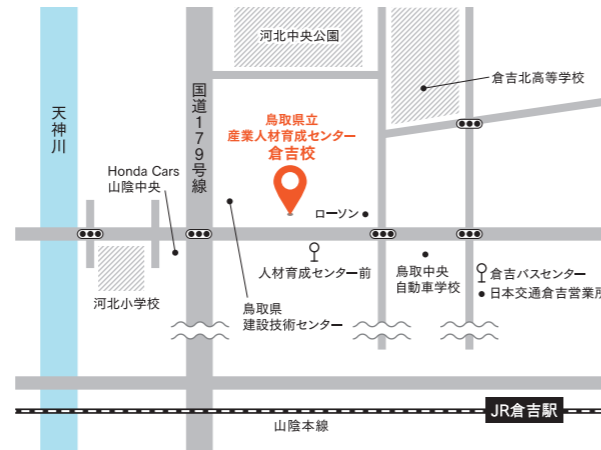 河北中央公園
倉吉北高等学校
天神川
国道179号線
鳥取県立
産業人材育成センター
倉吉校
Honda Cars
山陰中央
ローソン
人材育成センター前
鳥取中央
自動車学校
倉吉バスセンター
日本交通倉吉営業所
河北小学校
鳥取県
建設技術センター
JR倉吉駅
山陰本線